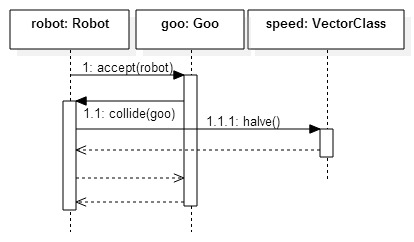 robot: Robot
goo: Goo
speed: VectorClass
1: accept(robot)
1.1: collide(goo)
1.1.1: halve()